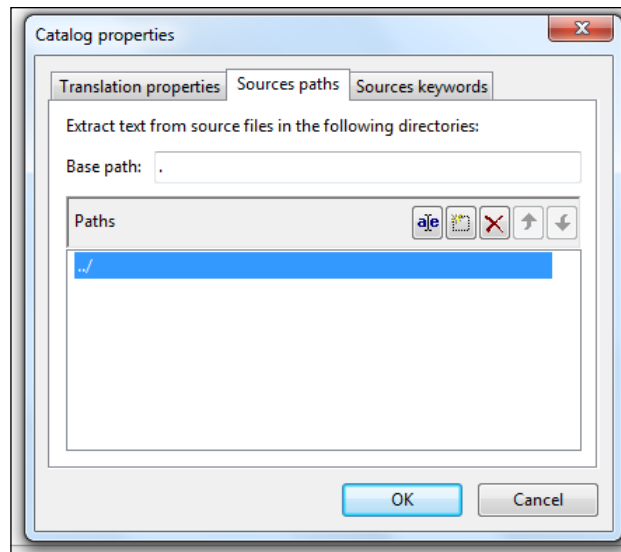 Catalog properties
Translation properties Sources paths Sources keywords
Extract text from source files in the following directories:
Base path: .
Paths
../
OK Cancel